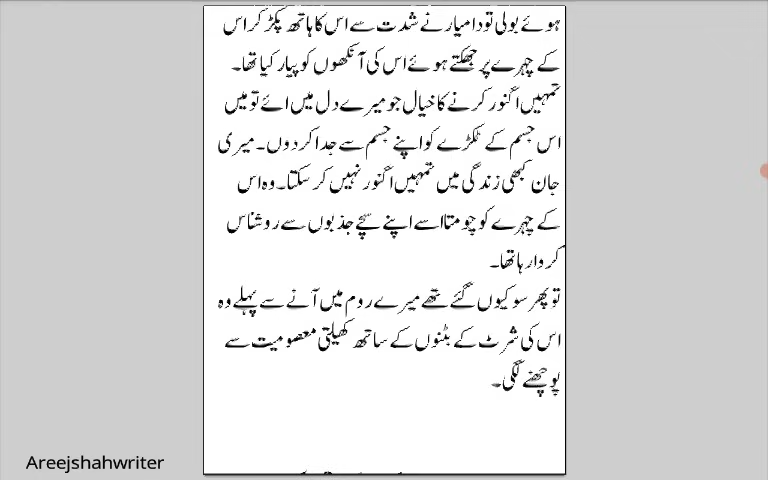 ہوئے بولی تو دامیار نے شدت سے اس کا ہاتھ پکڑ کر اس
کے چہرے پر جھکتے ہوئے اس کی آنکھوں کو پیار کیا تھا۔
تمہیں اگنور کرنے کا خیال جو میرے دل میں ائے تو میں
اس جسم کے ٹکڑے کو اپنے جسم سے جدا کر دوں۔ میری
جان کبھی زندگی میں تمہیں اگنور نہیں کر سکتا۔ وہ اس
کے چہرے کو چومتا اسے اپنے سچے جذبوں سے روشناس
کروا رہا تھا۔
تو پھر سو کیوں گئے تھے میرے روم میں آنے سے پہلے وہ
اس کی شرٹ کے بٹنوں کے ساتھ کھیلتی معصومیت سے
پوچھنے لگی۔
Areejshahwriter